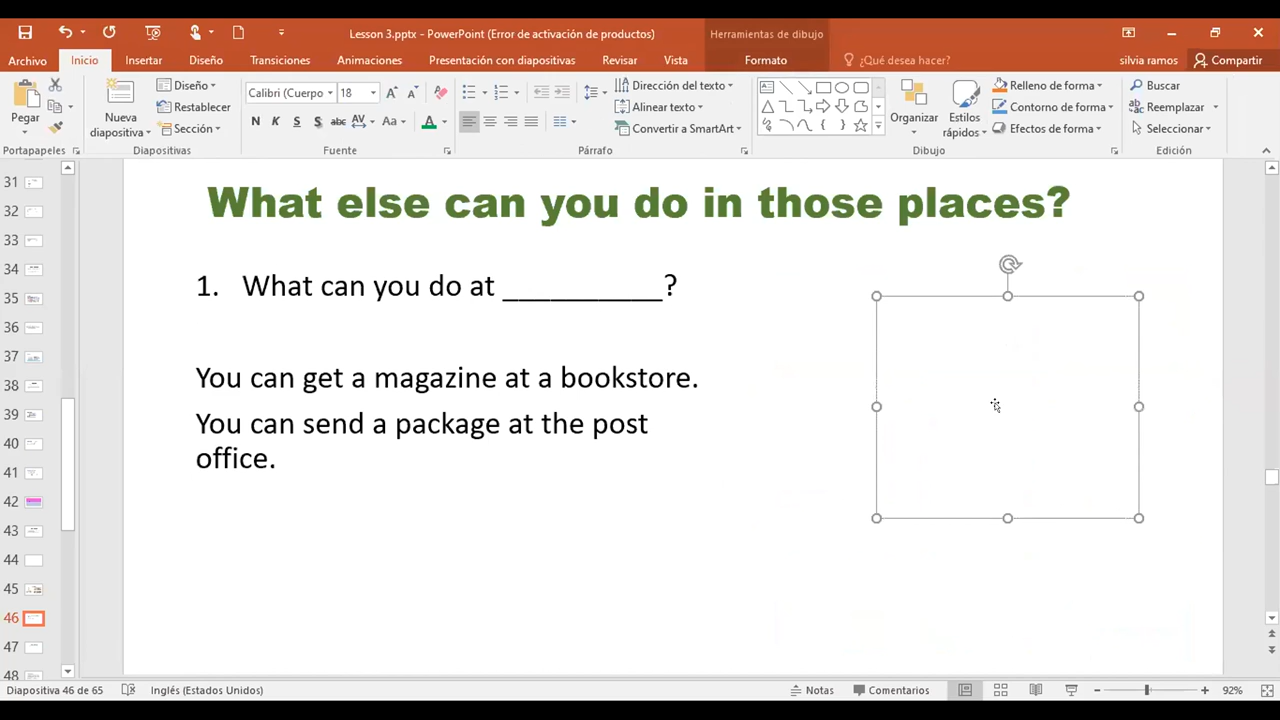 Lesson 3.pptx - PowerPoint (Error de activación de productos)
Herramientas de dibujo
Archivo Inicio Insertar Diseño Transiciones Animaciones Presentación con diapositivas Revisar Vista Formato ¿Qué desea hacer? silvia ramos Compartir
Pegar
Nueva diapositiva
Diseño
Restablecer
Sección
Calibri (Cuerpo 18
N K S S abc AV Aa A
Dirección del texto
Alinear texto
Convertir a SmartArt
Organizar
Estilos rápidos
Relleno de forma
Contorno de forma
Efectos de forma
Buscar
Reemplazar
Seleccionar
Portapapeles Diapositivas Fuente Párrafo Dibujo Edición
31
32
33
34
35
36
37
38
39
40
41
42
43
44
45
46
47
48
What else can you do in those places?
1. What can you do at __________?
You can get a magazine at a bookstore.
You can send a package at the post
office.
Diapositiva 46 de 65 Inglés (Estados Unidos) Notas Comentarios 92%